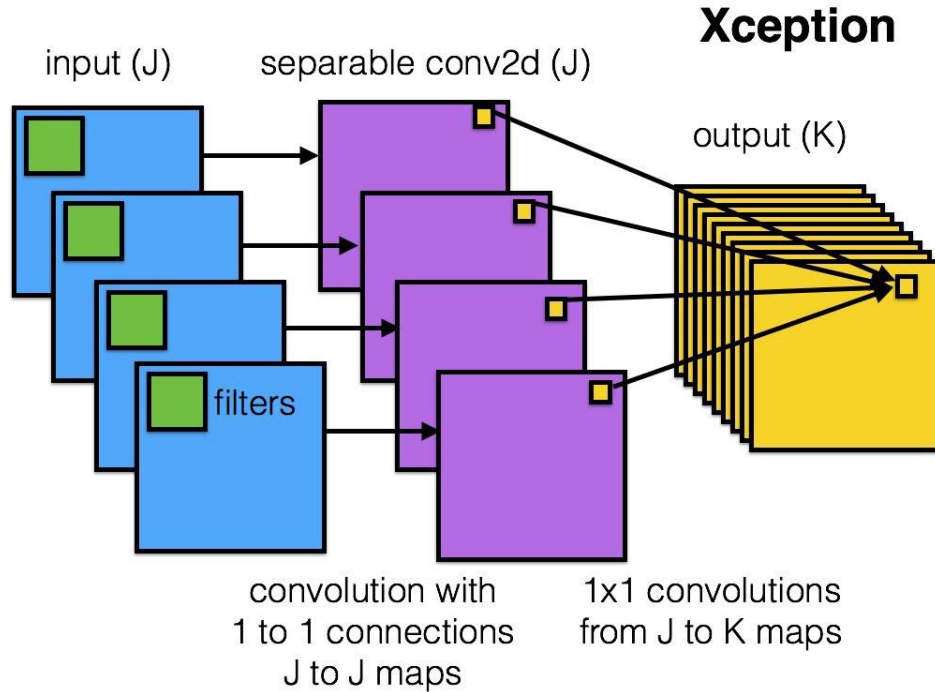 Xception
input (J)
separable conv2d (J)
output (K)
filters
convolution with
1 to 1 connections
J to J maps
1x1 convolutions
from J to K maps